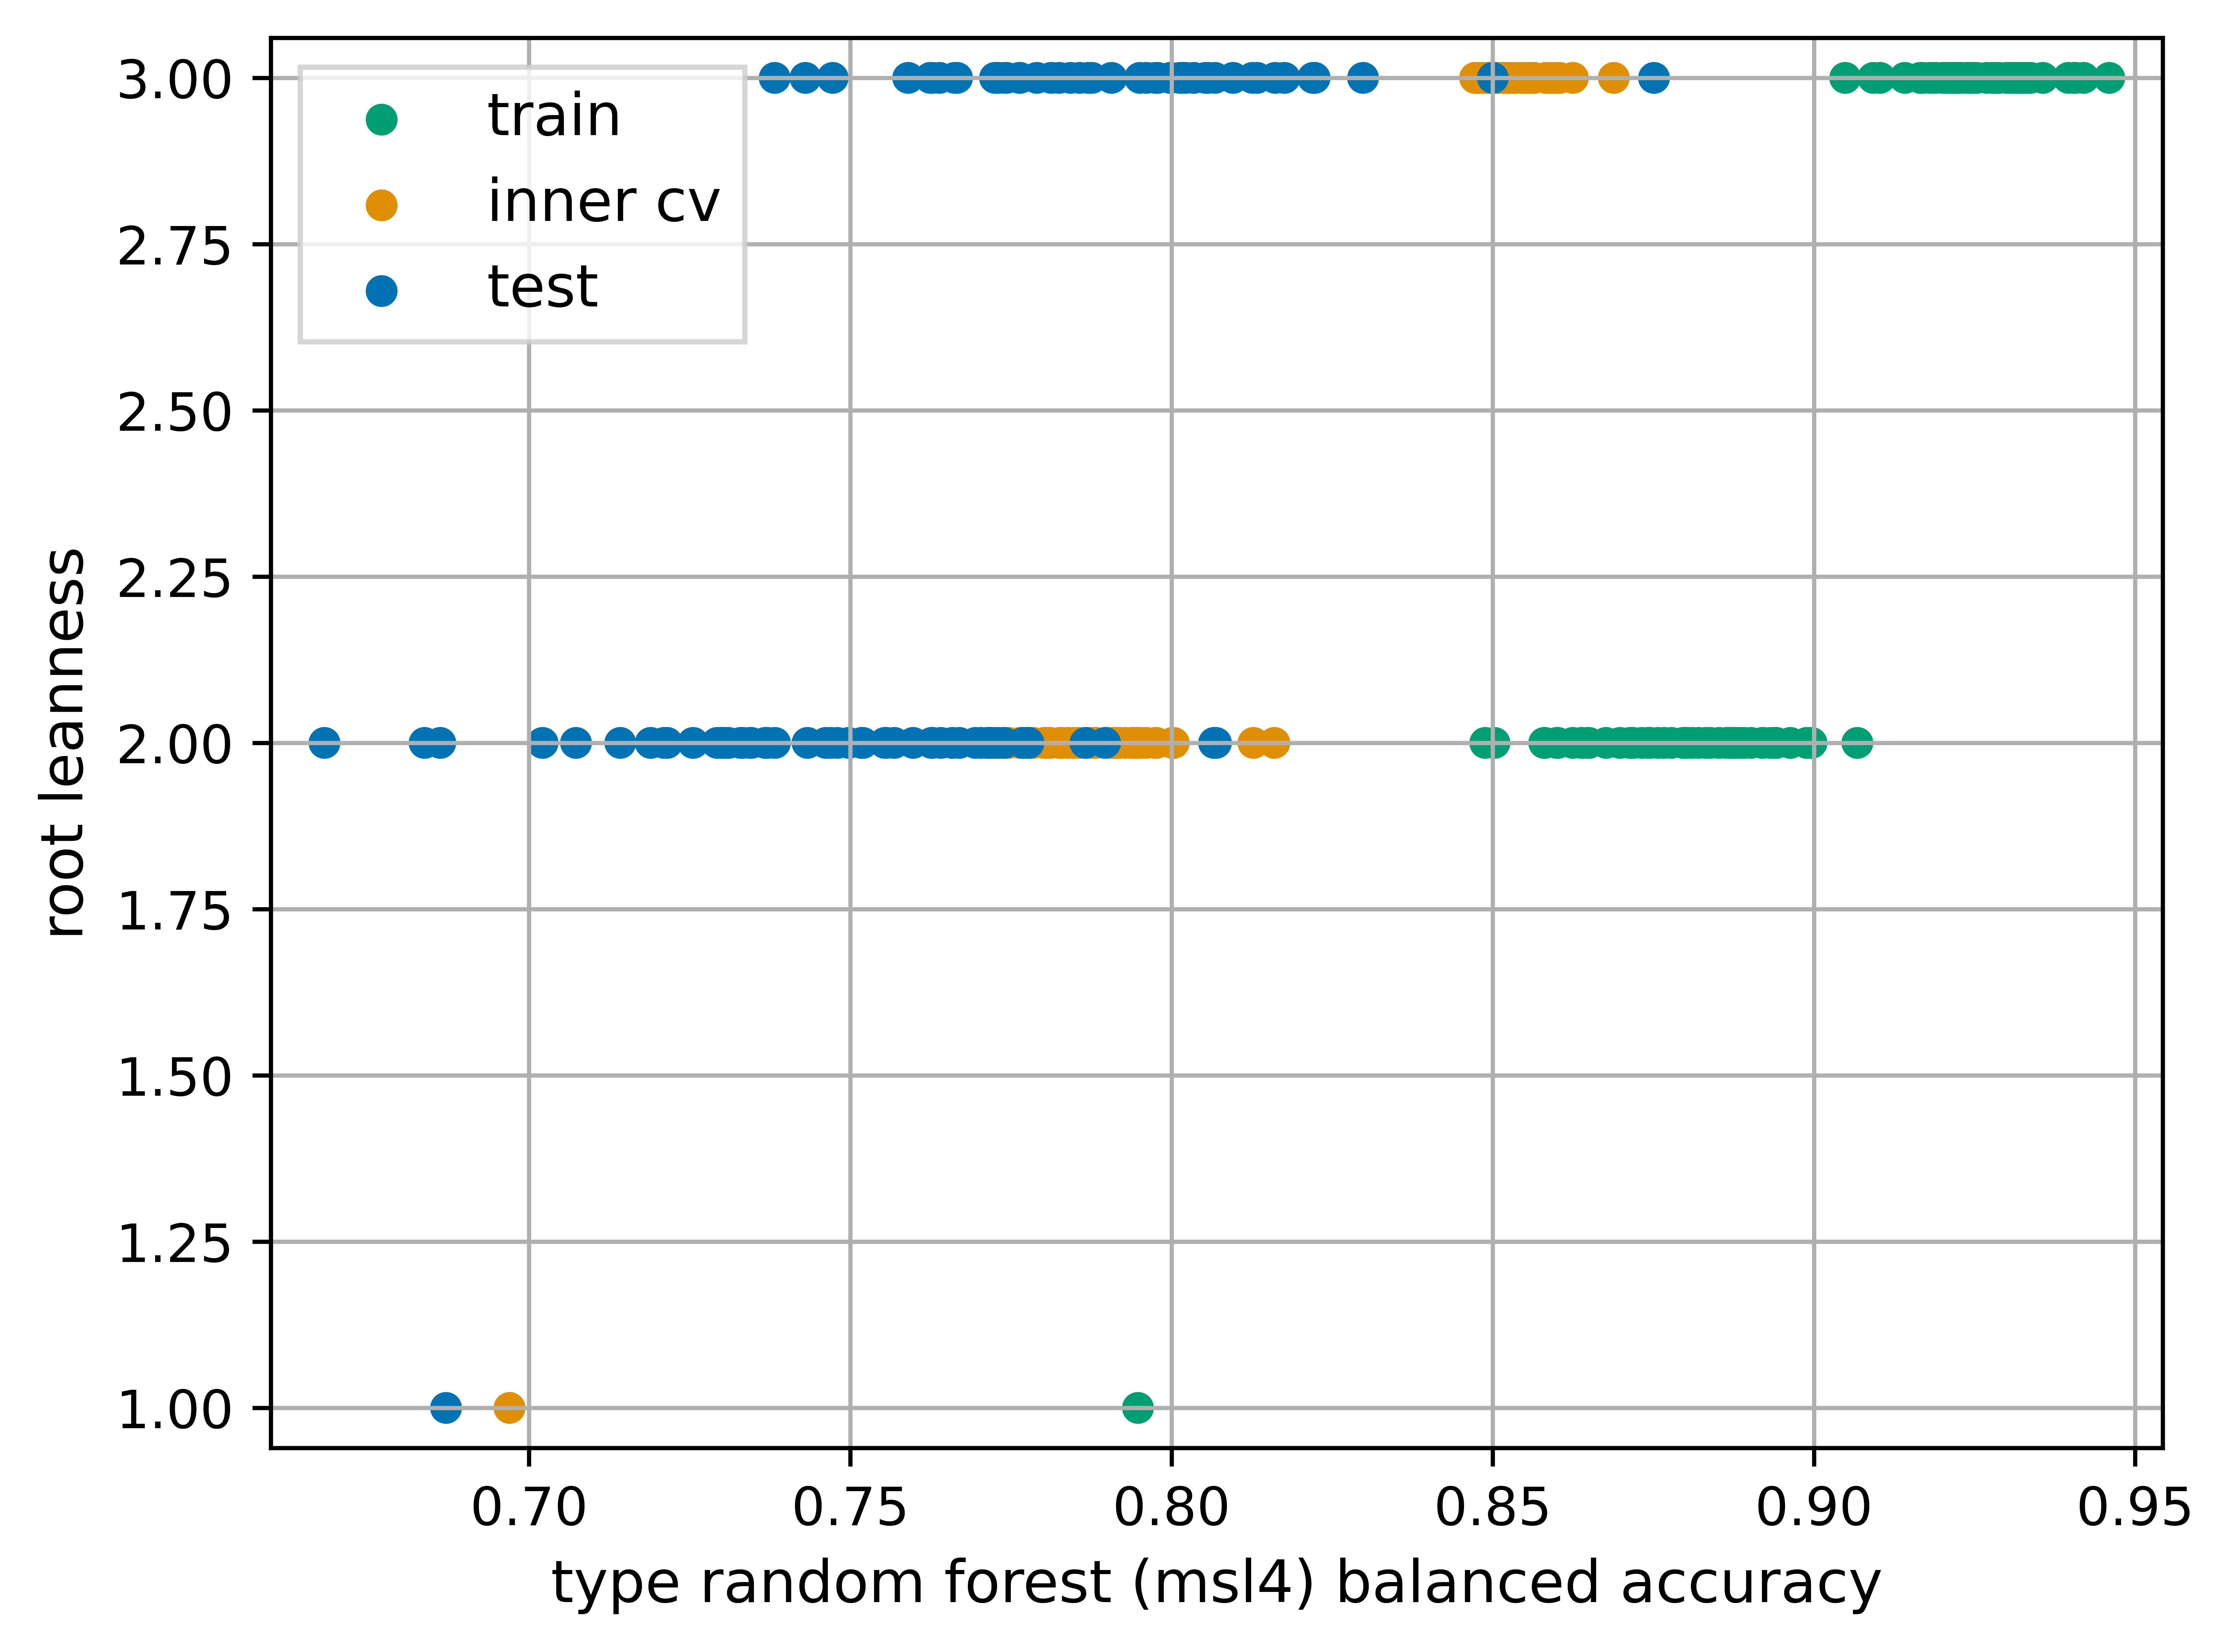 3.00
2.75
2.50
2.25
2.00
1.75
1.50
1.25
1.00
root leanness
train
inner cv
test
0.70 0.75 0.80 0.85 0.90 0.95
type random forest (msl4) balanced accuracy